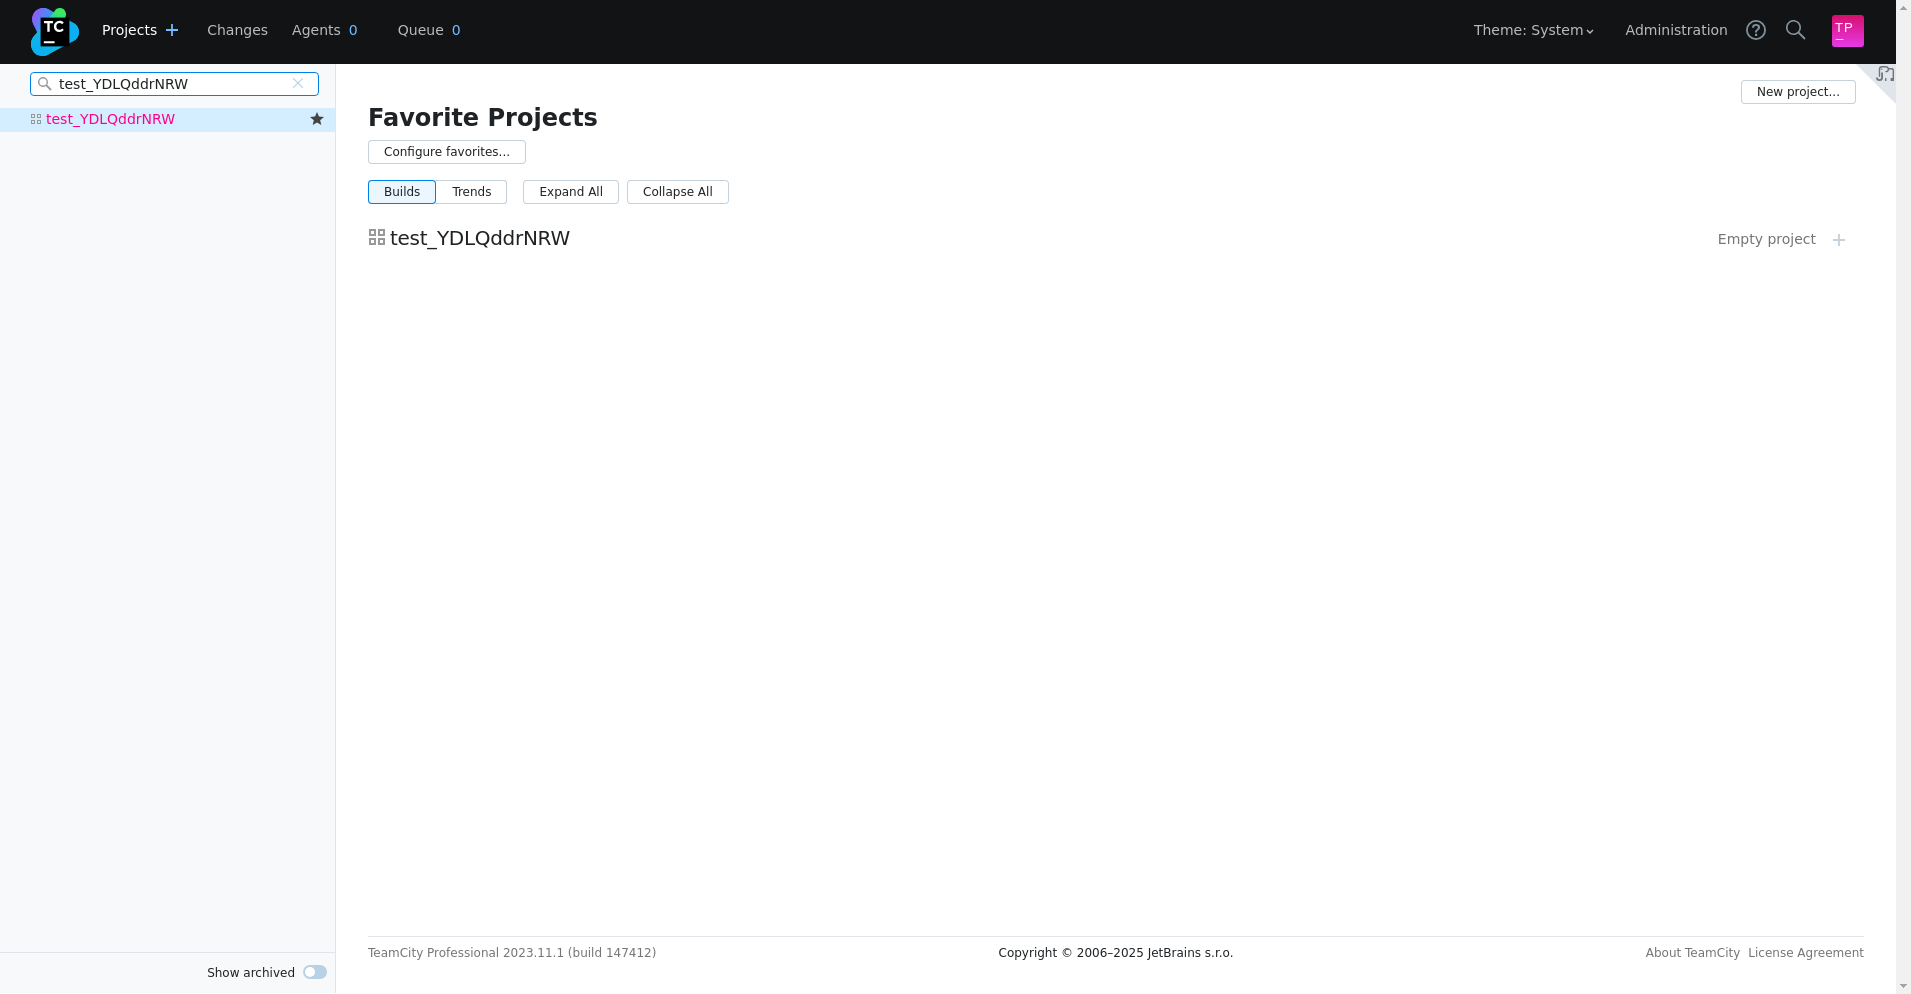 TC
Projects
Changes
Agents 0
Queue 0
Theme: System
Administration
TP
test_YDLQddrNRW
test_YDLQddrNRW
New project...
Favorite Projects
Configure favorites...
Builds
Trends
Expand All
Collapse All
test_YDLQddrNRW
Empty project
TeamCity Professional 2023.11.1 (build 147412)
Copyright © 2006–2025 JetBrains s.r.o.
About TeamCity
License Agreement
Show archived